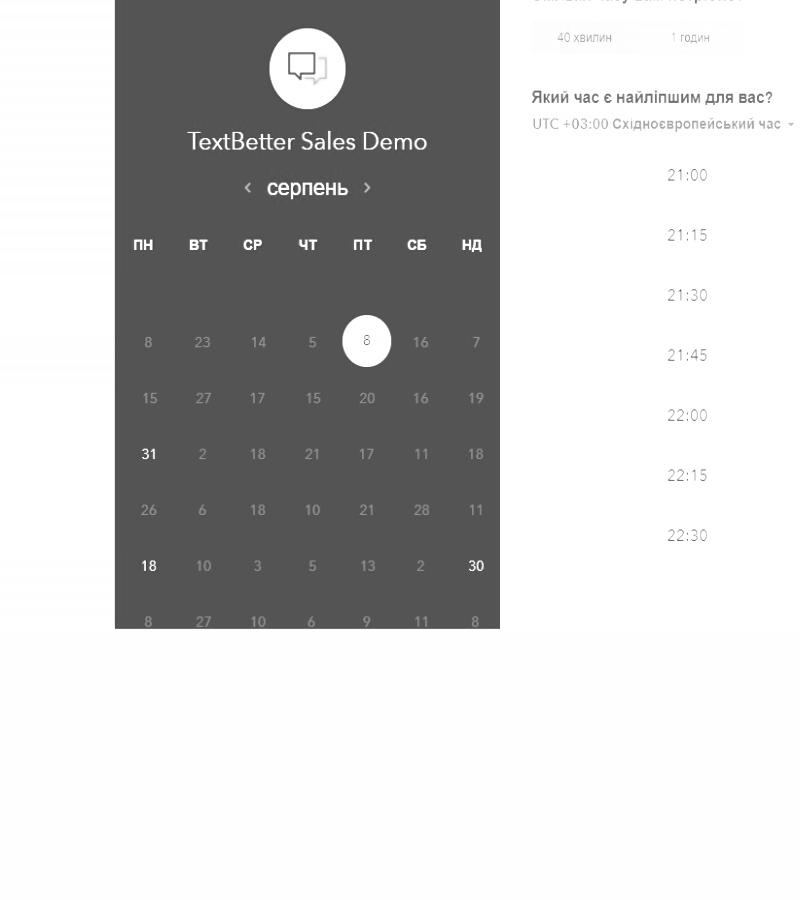 TextBetter Sales Demo
серпень
ПН ВТ СР ЧТ ПТ СБ НД
8 23 14 5 8 16 7
15 27 17 15 20 16 19
31 2 18 21 17 11 18
26 6 18 10 21 28 11
18 10 3 5 13 2 30
8 27 10 6 9 11 8
40 хвилин 1 годин
Який час є найліпшим для вас?
UTC +03:00 Східноєвропейський час
21:00
21:15
21:30
21:45
22:00
22:15
22:30